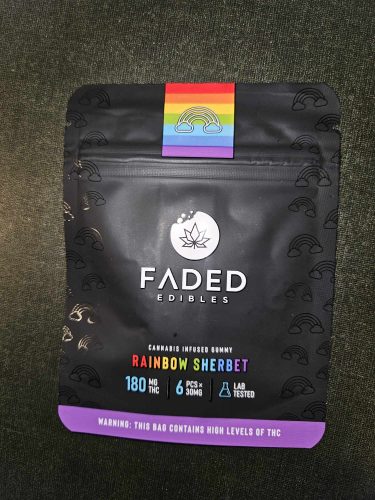 FADED
EDIBLES
CANNABIS INFUSED GUMMY
RAINBOW SHERBET
180 MG THC | 6 PCS × 30MG | LAB TESTED
WARNING: THIS BAG CONTAINS HIGH LEVELS OF THC